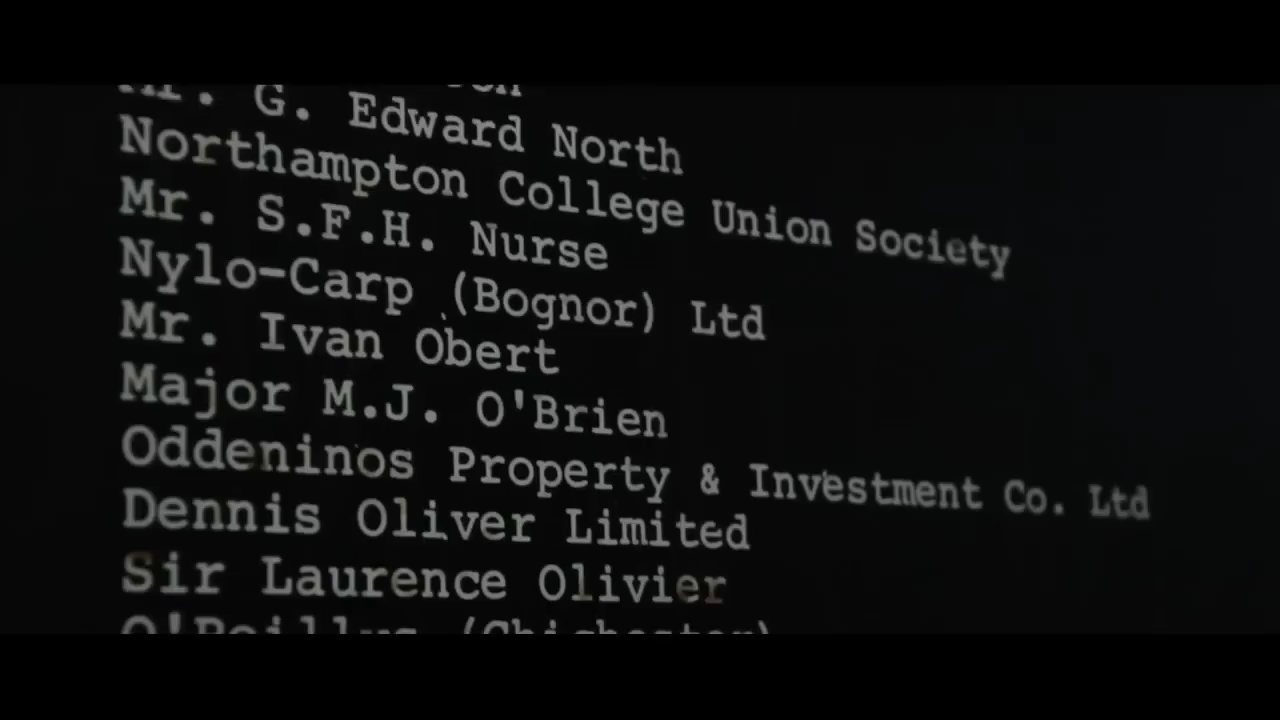 Mr. G. Edward North
Northampton College Union Society
Mr. S.F.H. Nurse
Nylo-Carp (Bognor) Ltd
Mr. Ivan Obert
Major M.J. O'Brien
Oddeninos Property & Investment Co. Ltd
Dennis Oliver Limited
Sir Laurence Olivier
(Chichester)